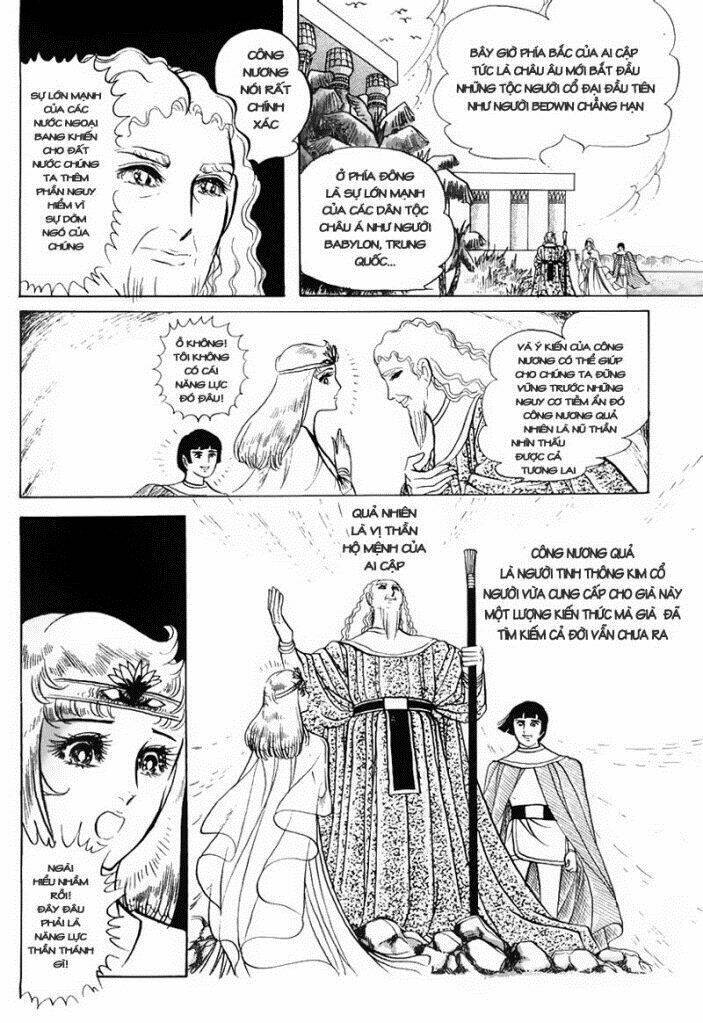 BÂY GIỜ PHÍA BẮC CỦA AI CẬP
TỨC LÀ CHÂU ÂU MỚI BẮT ĐẦU
NHỮNG TỘC NGƯỜI CỔ ĐẠI ĐẦU TIÊN
NHƯ NGƯỜI BEDWIN CHẲNG HẠN
Ở PHÍA ĐÔNG
LÀ SỰ LỚN MẠNH
CỦA CÁC DÂN TỘC
CHÂU Á NHƯ NGƯỜI
BABYLON, TRUNG
QUỐC...
CÔNG
NƯƠNG
NÓI RẤT
CHÍNH
XÁC
SỰ LỚN MẠNH
CỦA CÁC
NƯỚC NGOẠI
BANG KHIẾN
CHO ĐẤT
NƯỚC CHÚNG
TA THÊM
PHẦN NGUY
HIỂM VÌ
SỰ DÒM
NGÓ CỦA
CHÚNG
VÀ Ý KIẾN CỦA CÔNG
NƯƠNG CÓ THỂ GIÚP
CHO CHÚNG TA ĐỨNG
VỮNG TRƯỚC NHỮNG
NGUY CƠ TIỀM ẨN ĐÓ
CÔNG NƯƠNG QUẢ
NHIÊN LÀ NỮ THẦN
NHÌN THẤU
ĐƯỢC CẢ
TƯƠNG LAI
Ồ KHÔNG!
TÔI KHÔNG
CÓ CÁI
NĂNG LỰC
ĐÓ ĐÂU!
QUẢ NHIÊN
LÀ VỊ THẦN
HỘ MỆNH CỦA
AI CẬP
CÔNG NƯƠNG QUẢ
LÀ NGƯỜI TINH THÔNG KIM CỔ
NGƯỜI VỪA CUNG CẤP CHO GIÀ NÀY
MỘT LƯỢNG KIẾN THỨC MÀ GIÀ ĐÃ
TÌM KIẾM CẢ ĐỜI VẪN CHƯA RA
NGÀI
HIỂU NHẦM
RỒI!
ĐÂY ĐÂU
PHẢI LÀ
NĂNG LỰC
THẦN THÁNH
GÌ!